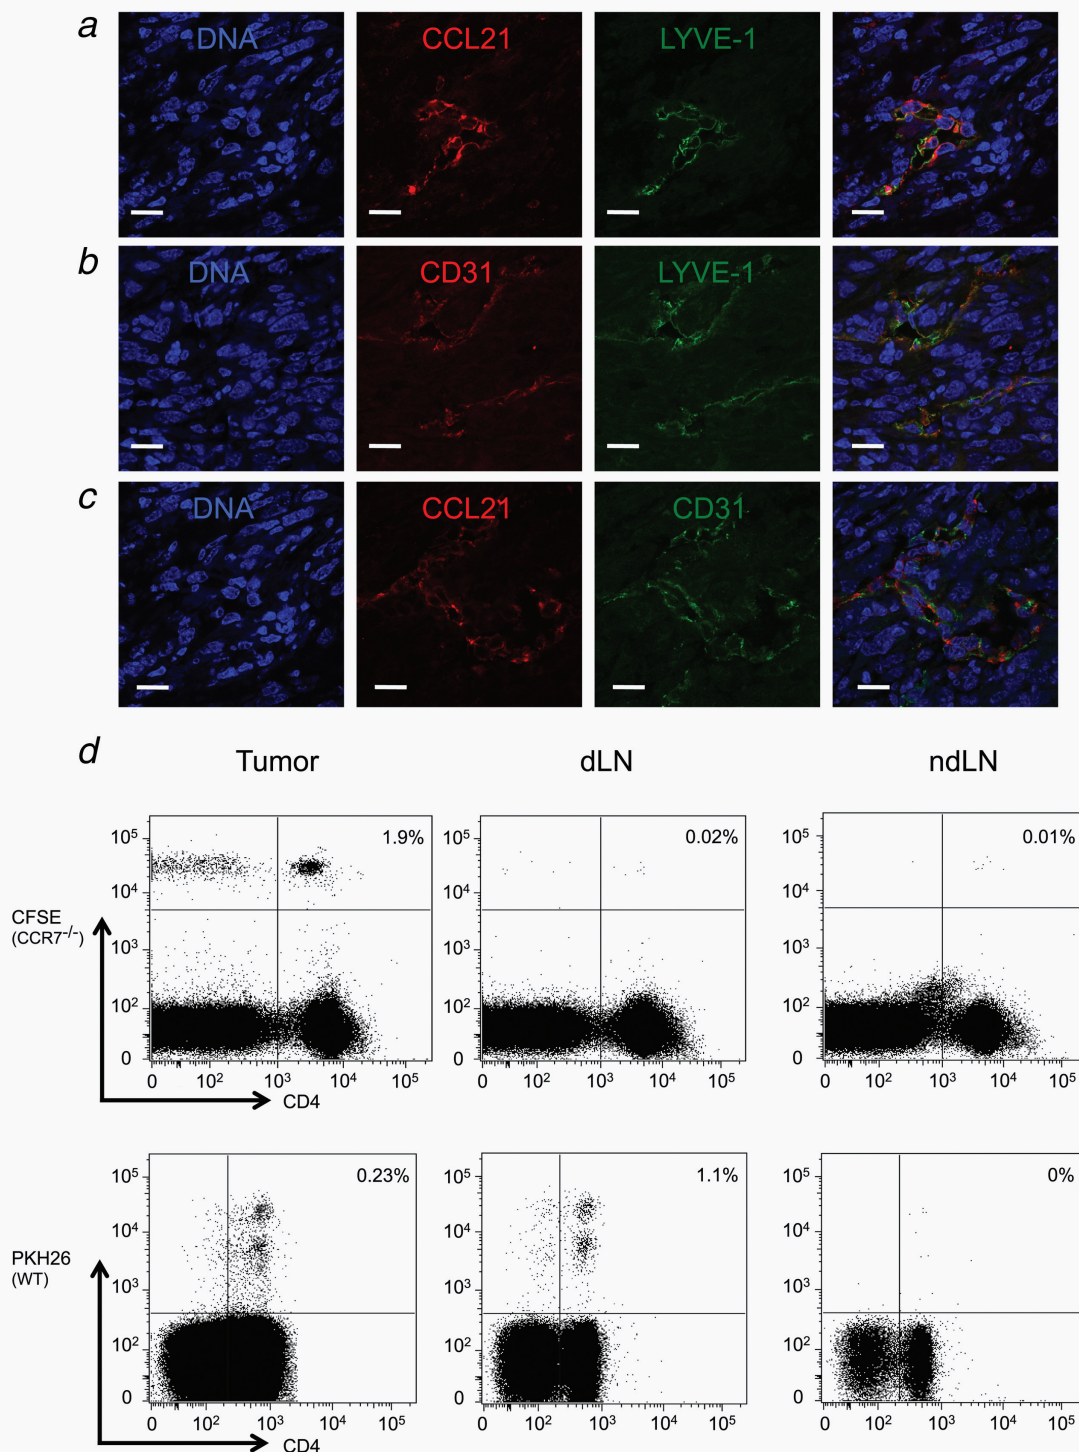 a
DNA CCL21 LYVE-1
b
DNA CD31 LYVE-1
c
DNA CCL21 CD31
d
Tumor dLN ndLN
1.9% 0.02% 0.01%
10⁵ 10⁵ 10⁵
10⁴ 10⁴ 10⁴
CFSE
(CCR7⁻/⁻)
10³ 10³ 10³
10² 10² 10²
0 0 0
0 10² 10³ 10⁴ 10⁵ 0 10² 10³ 10⁴ 10⁵ 0 10² 10³ 10⁴ 10⁵
CD4
0.23% 1.1% 0%
10⁵ 10⁵ 10⁵
10⁴ 10⁴ 10⁴
PKH26
(WT)
10³ 10³ 10³
10² 10² 10²
0 0 0
0 10² 10³ 10⁴ 10⁵ 0 10² 10³ 10⁴ 10⁵ 0 10² 10³ 10⁴ 10⁵
CD4